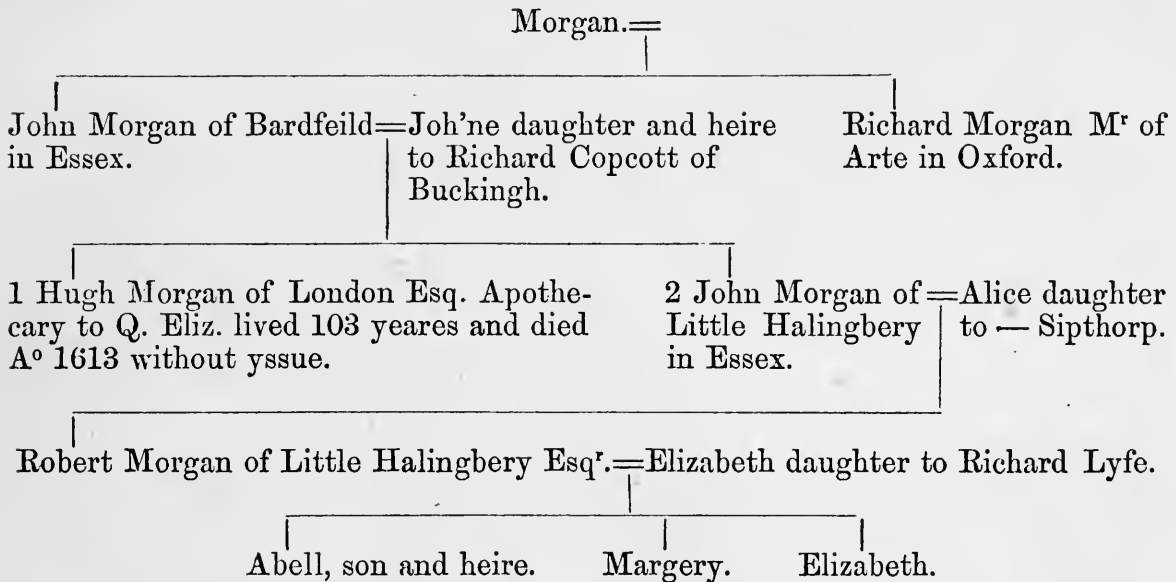 Morgan.=
John Morgan of Bardfeild=Joh'ne daughter and heire
in Essex.
to Richard Copcott of
Buckingh.
Richard Morgan Mr of
Arte in Oxford.
1 Hugh Morgan of London Esq. Apothe-
cary to Q. Eliz. lived 103 yeares and died
Ao 1613 without yssue.
2 John Morgan of=Alice daughter
Little Halingbery
to — Sipthorp.
in Essex.
Robert Morgan of Little Halingbery Esqr.=Elizabeth daughter to Richard Lyfe.
Abell, son and heire. Margery. Elizabeth.